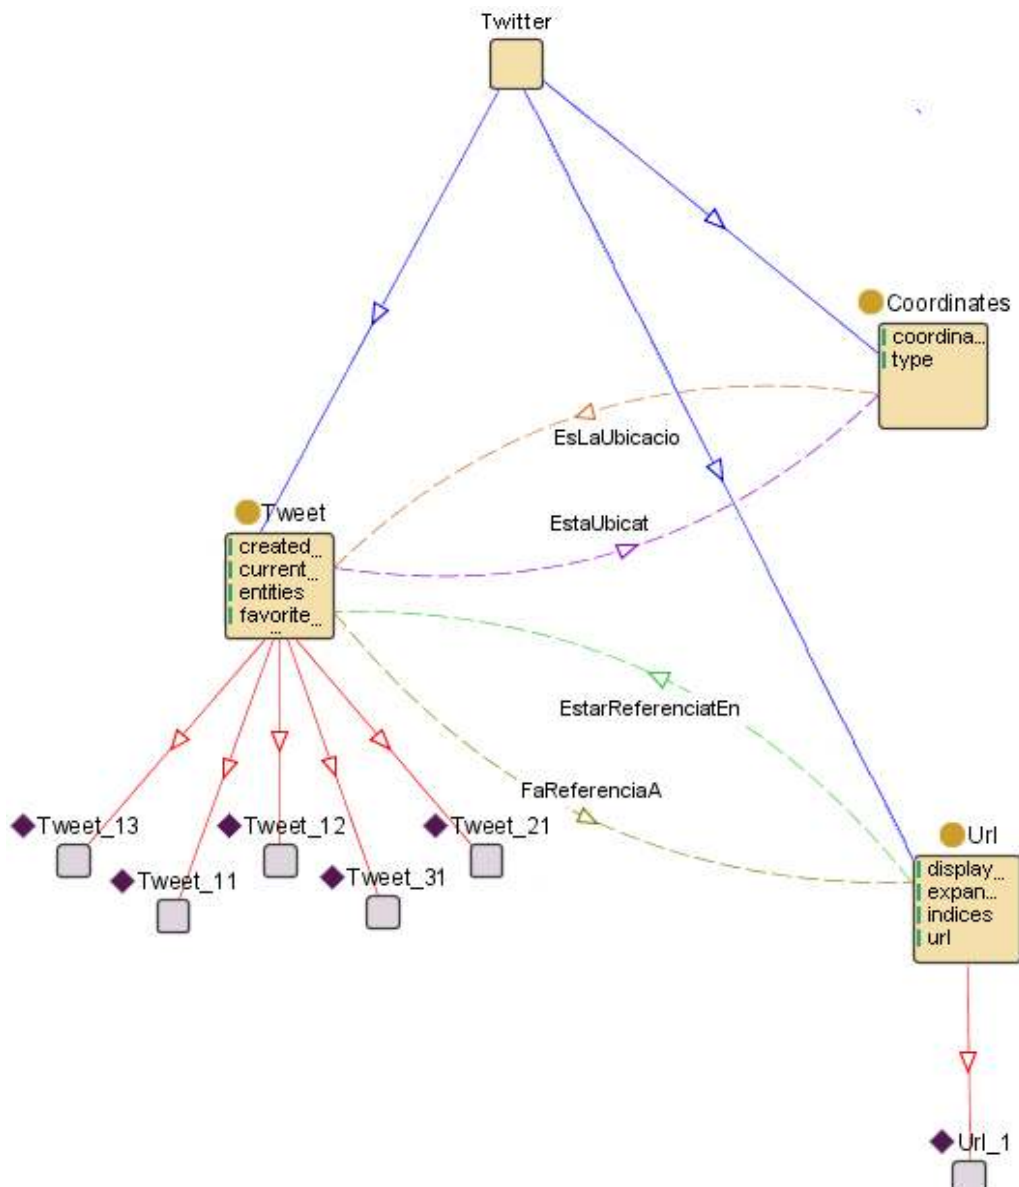 Twitter
Coordinates
coordina...
type
EsLaUbicacio
EstaUbicat
Tweet
created...
current...
entities
favorite...
...
EstarReferenciatEn
FaReferenciaA
Tweet_13
Tweet_12
Tweet_21
Tweet_11
Tweet_31
Url
display...
expan...
indices
url
Url_1